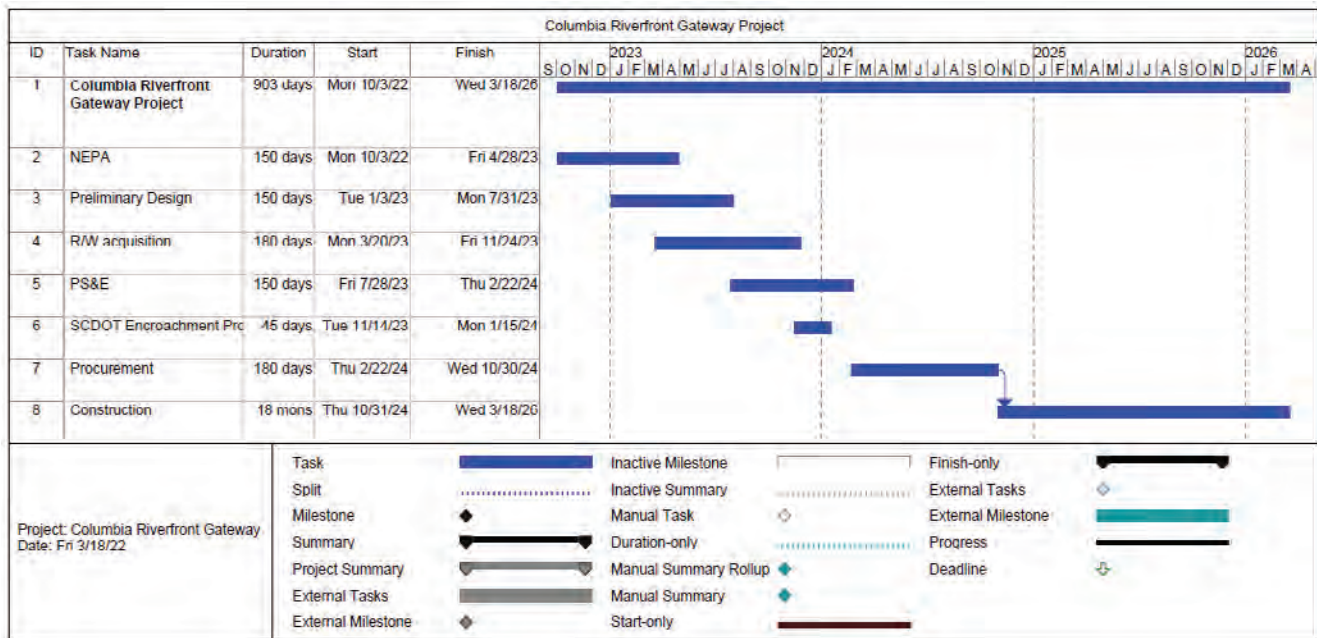 Columbia Riverfront Gateway Project
ID Task Name Duration Start Finish 2023 2024 2025 2026
S O N D J F M A M J J A S O N D J F M A M J J A S O N D J F M A M J J A S O N D J F M A
1 Columbia Riverfront 903 days Mon 10/3/22 Wed 3/18/26
Gateway Project
2 NEPA 150 days Mon 10/3/22 Fri 4/28/23
3 Preliminary Design 150 days Tue 1/3/23 Mon 7/31/23
4 R/W acquisition 180 days Mon 3/20/23 Fri 11/24/23
5 PS&E 150 days Fri 7/28/23 Thu 2/22/24
6 SCDOT Encroachment Prc 45 days Tue 11/14/23 Mon 1/15/24
7 Procurement 180 days Thu 2/22/24 Wed 10/30/24
8 Construction 18 mons Thu 10/31/24 Wed 3/18/26
Project: Columbia Riverfront Gateway
Date: Fri 3/18/22
Task Inactive Milestone Finish-only
Split Inactive Summary External Tasks
Milestone Manual Task External Milestone
Summary Duration-only Progress
Project Summary Manual Summary Rollup Deadline
External Tasks Manual Summary
External Milestone Start-only